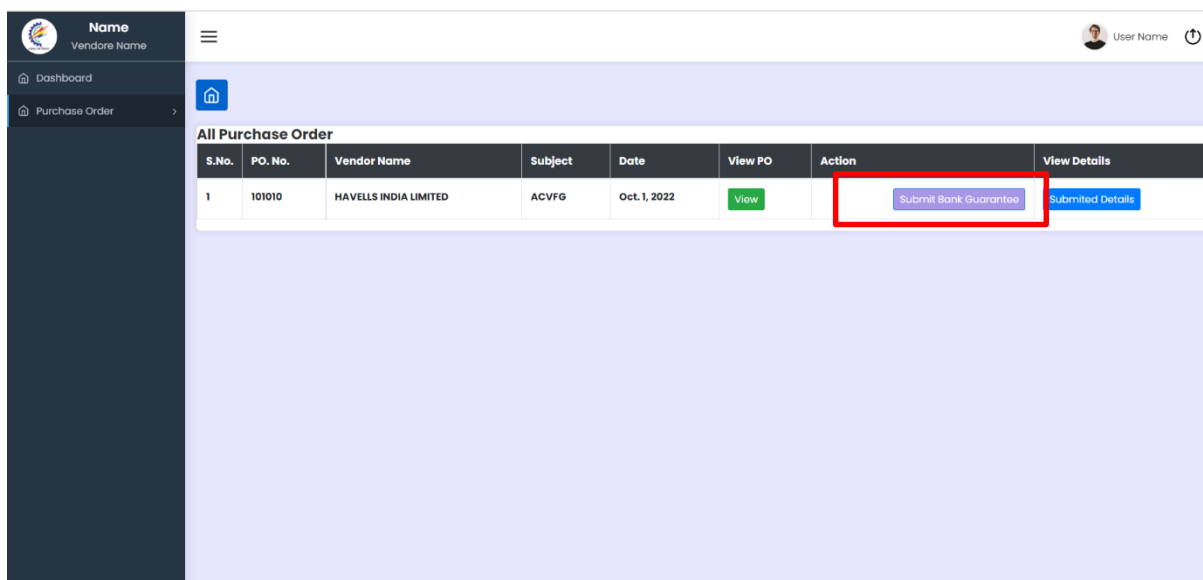 Name
Vendore Name
User Name
Dashboard
Purchase Order
All Purchase Order
S.No. PO. No. Vendor Name Subject Date View PO Action View Details
1 101010 HAVELLS INDIA LIMITED ACVFG Oct. 1, 2022 View Submit Bank Guarantee Submited Details